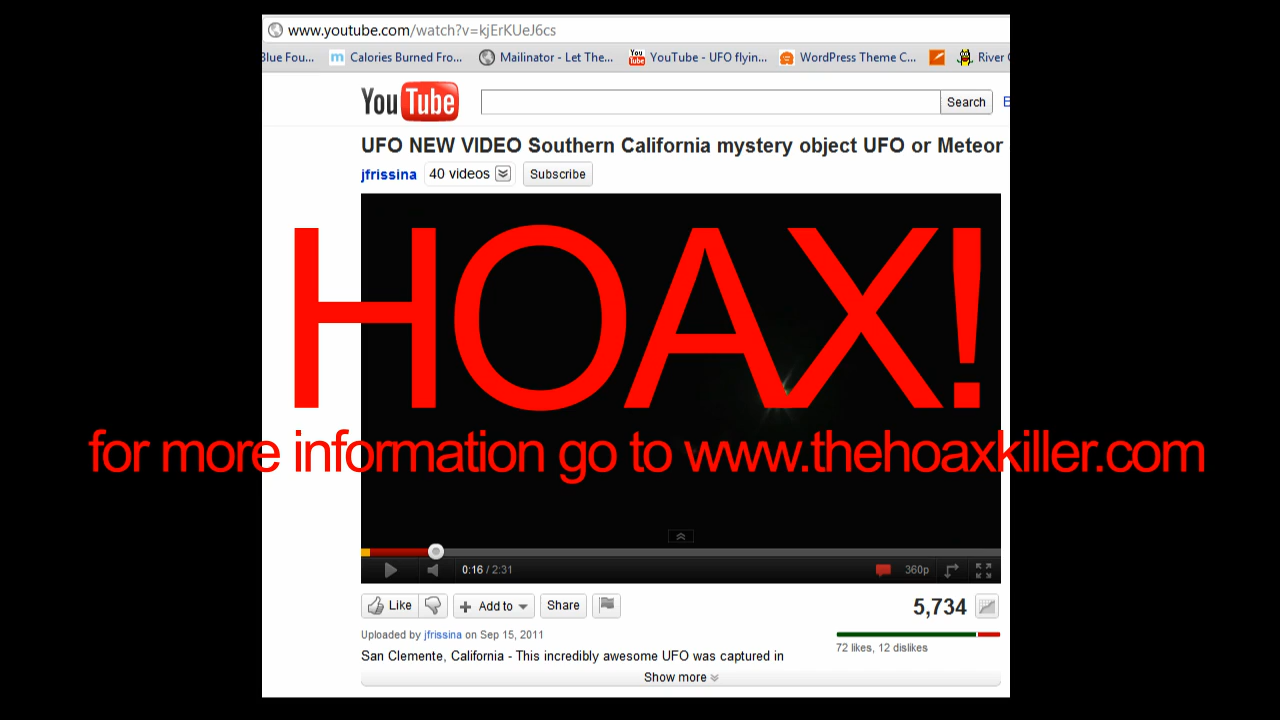 www.youtube.com/watch?v=kjErKUeJ6cs
Blue Fou... Calories Burned Fro... Mailinator - Let The... YouTube - UFO flyin... WordPress Theme C... River
You Tube Search
UFO NEW VIDEO Southern California mystery object UFO or Meteor
jfrissina 40 videos Subscribe
HOAX!
for more information go to www.thehoaxkiller.com
0:16 / 2:31 360p
Like Add to Share 5,734
Uploaded by jfrissina on Sep 15, 2011
72 likes, 12 dislikes
San Clemente, California - This incredibly awesome UFO was captured in
Show more